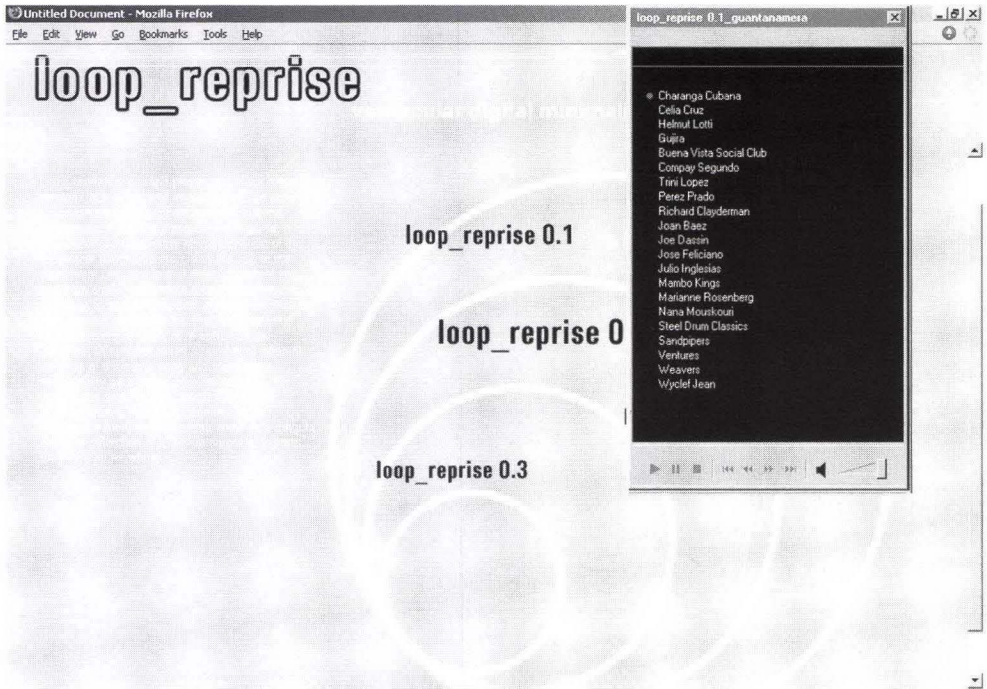 Untitled Document - Mozilla Firefox
File Edit View Go Bookmarks Tools Help
loop_reprise
loop_reprise 0.1
loop_reprise 0
loop_reprise 0.3
loop_reprise 0.1_guantanamera
Charanga Cubana
Celia Cruz
Helmut Lotti
Gujira
Buena Vista Social Club
Compay Segundo
Trini Lopez
Perez Prado
Richard Clayderman
Joan Baez
Joe Dassin
Jose Feliciano
Julio Inglesias
Mambo Kings
Marianne Rosenberg
Nana Mouskouri
Steel Drum Classics
Sandpipers
Ventures
Weavers
Wyclef Jean